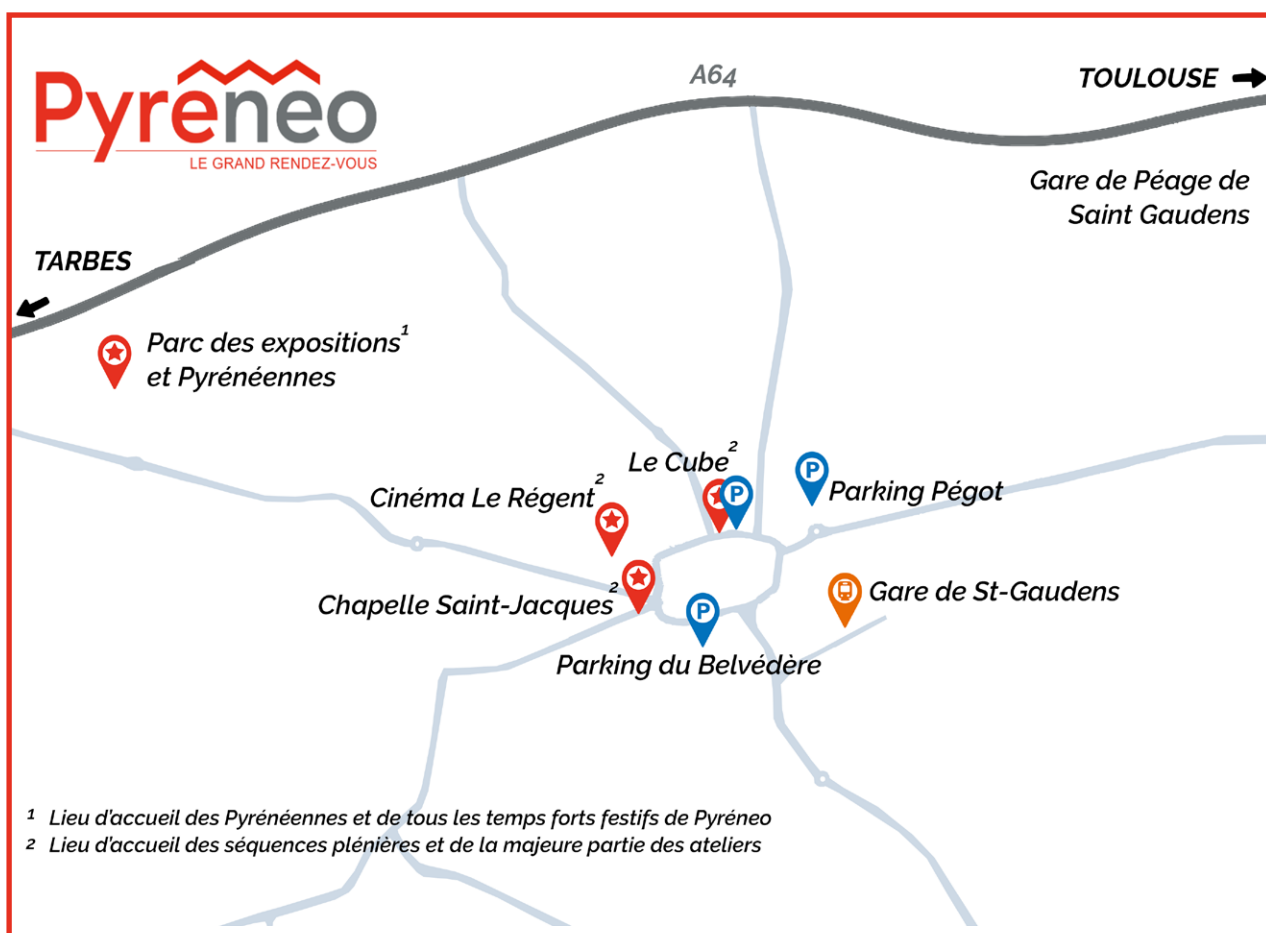 Pyreneo
LE GRAND RENDEZ-VOUS
A64
TOULOUSE
Gare de Péage de
Saint Gaudens
TARBES
Parc des expositions¹
et Pyrénéennes
Le Cube²
P
P
Parking Pégot
Cinéma Le Régent²
Chapelle Saint-Jacques²
Gare de St-Gaudens
P
Parking du Belvédère
¹ Lieu d'accueil des Pyrénéennes et de tous les temps forts festifs de Pyréneo
² Lieu d'accueil des séquences plénières et de la majeure partie des ateliers